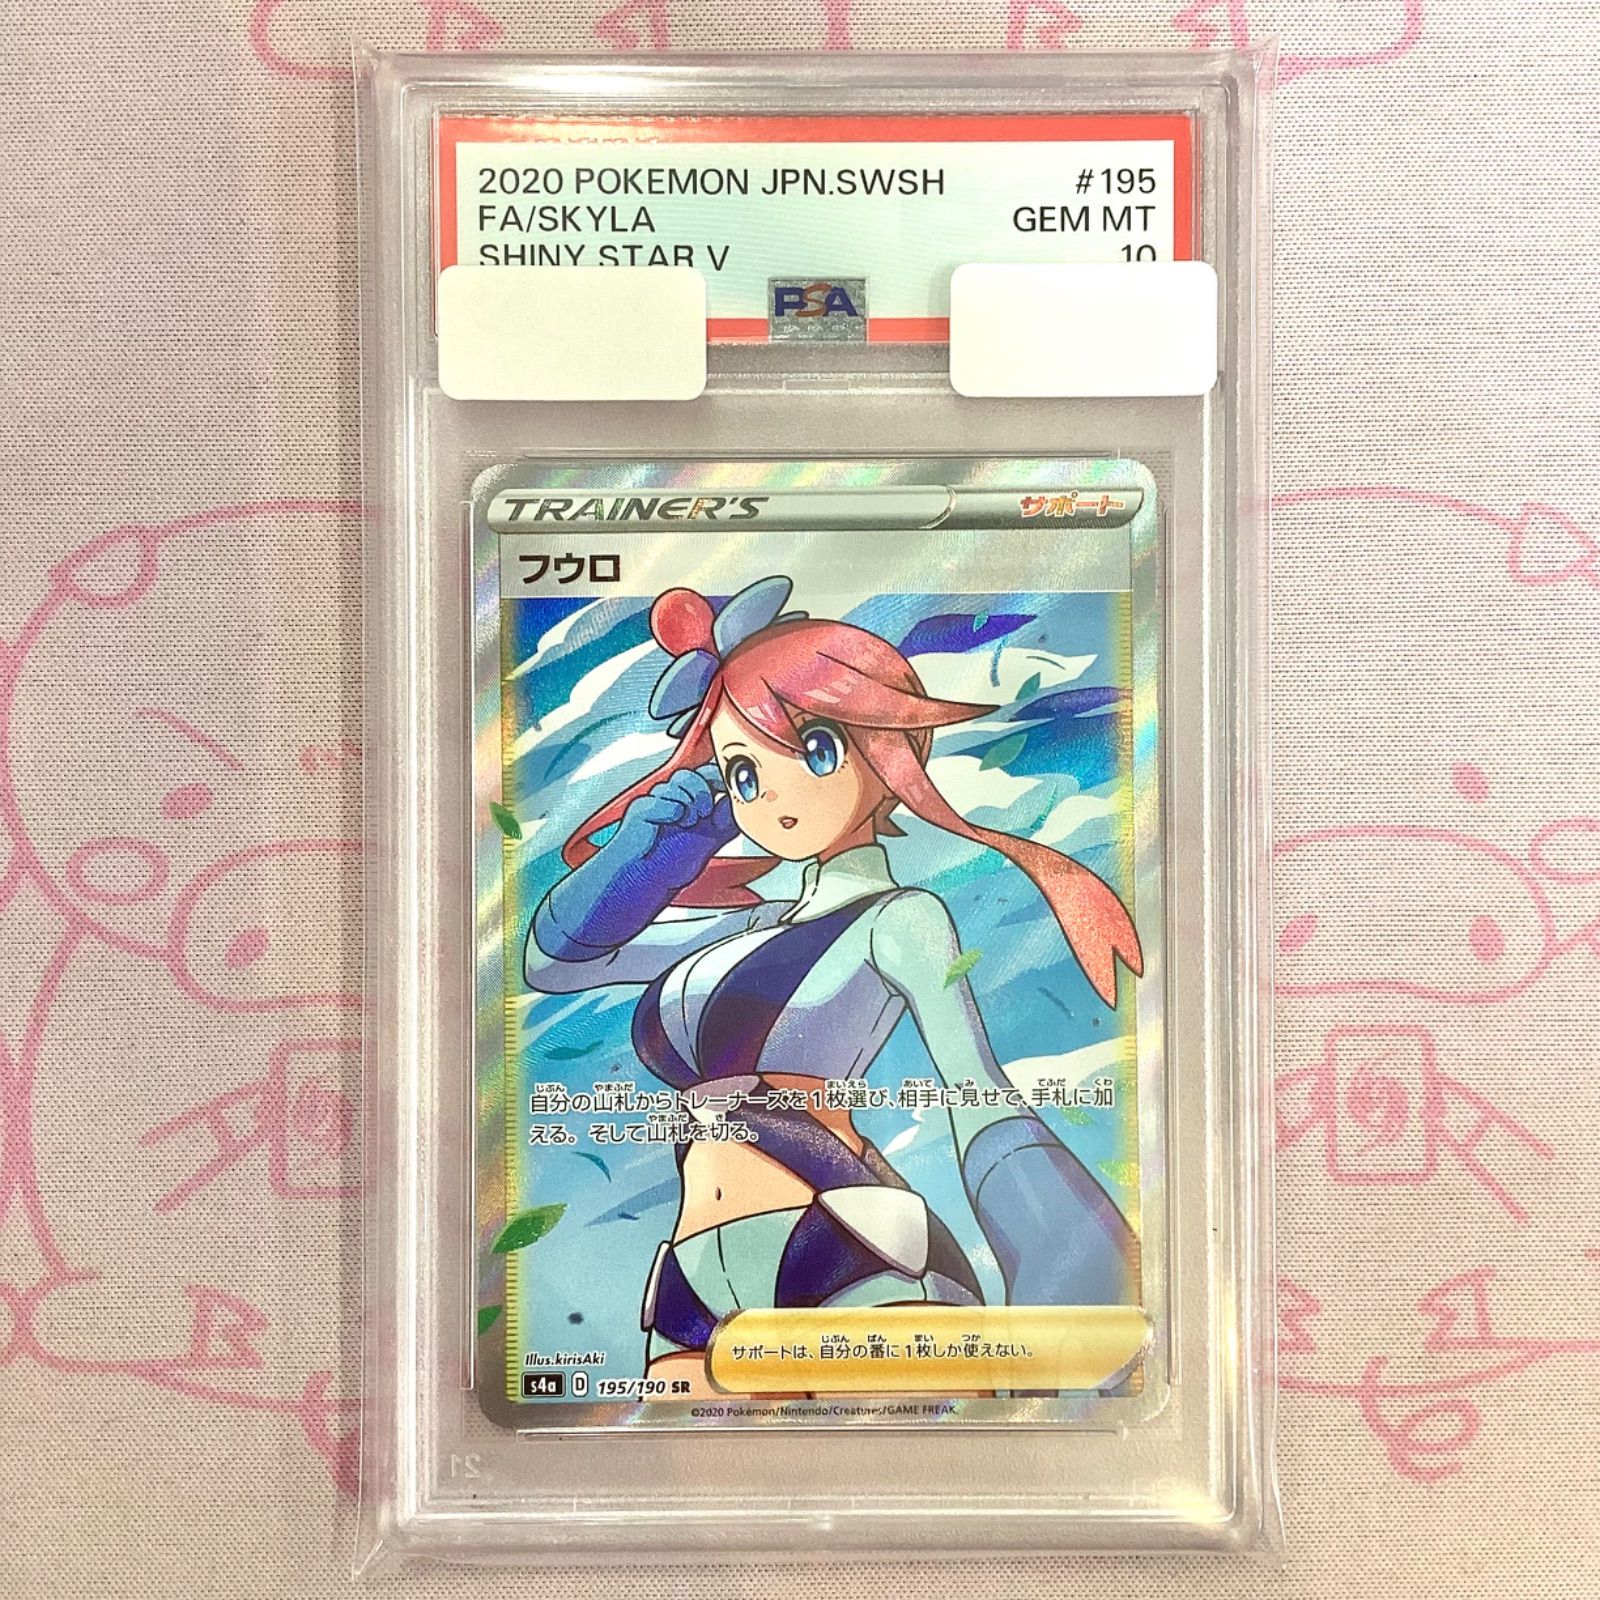 2020 POKEMON JPN.SWSH #195
FA/SKYLA GEM MT
SHINY STAR V 10
PSA
TRAINER'S サポート
フウロ
自分の山札からトレーナーズを1枚選び、相手に見せて、手札に加
える。そして山札を切る。
サポートは、自分の番に1枚しか使えない。
Illus.kirisAki
s4a D 195/190 SR
©2020 Pokémon/Nintendo/Creatures/GAME FREAK.
21